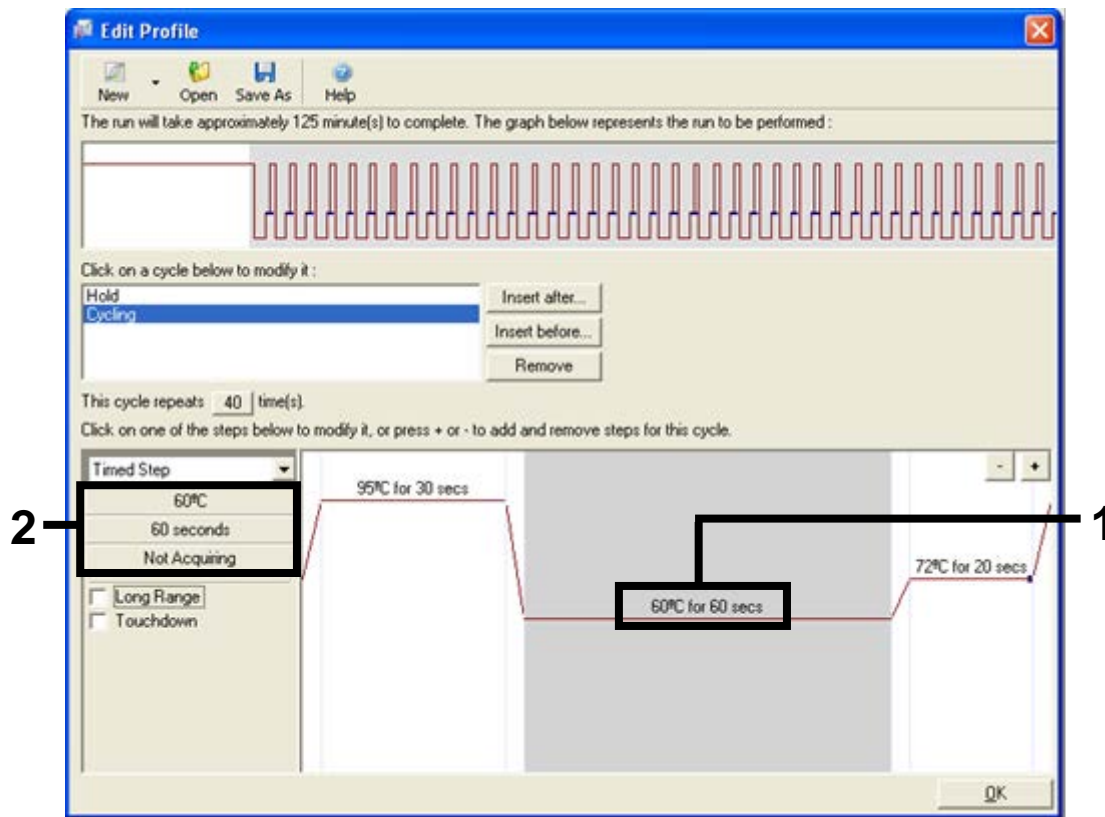 Edit Profile
New Open Save As Help
The run will take approximately 125 minute(s) to complete. The graph below represents the run to be performed :
Click on a cycle below to modify it :
Hold
Cycling
Insert after...
Insert before...
Remove
This cycle repeats 40 time(s).
Click on one of the steps below to modify it, or press + or - to add and remove steps for this cycle.
Timed Step
- +
60ºC
60 seconds
Not Acquiring
Long Range
Touchdown
95ºC for 30 secs
60ºC for 60 secs
72ºC for 20 secs
2
1
OK